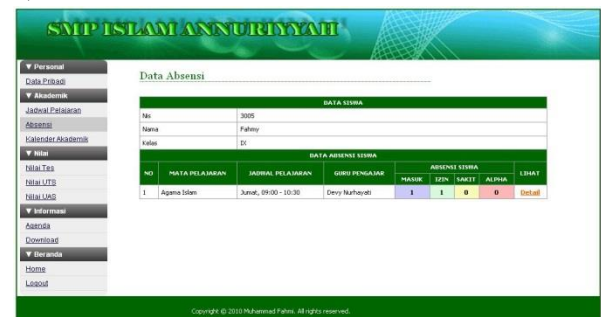 SMP ISLAM ANNURIYYAH
▼ Personal
Data Pribadi
▼ Akademik
Jadwal Pelajaran
Absensi
Kalender Akademik
▼ Nilai
Nilai Tes
Nilai UTS
Nilai UAS
▼ Informasi
Agenda
Download
▼ Beranda
Home
Logout
Data Absensi
DATA SISWA
Nis 3005
Nama Fahmy
Kelas IX
DATA ABSENSI SISWA
NO MATA PELAJARAN JADWAL PELAJARAN GURU PENGAJAR ABSENSI SISWA LIHAT
MASUK IZIN SAKIT ALPHA
1 Agama Islam Jumat, 09:00 - 10:30 Devy Nurhayati 1 1 0 0 Detail
Copyright © 2010 Muhammad Fahmi. All rights reserved.